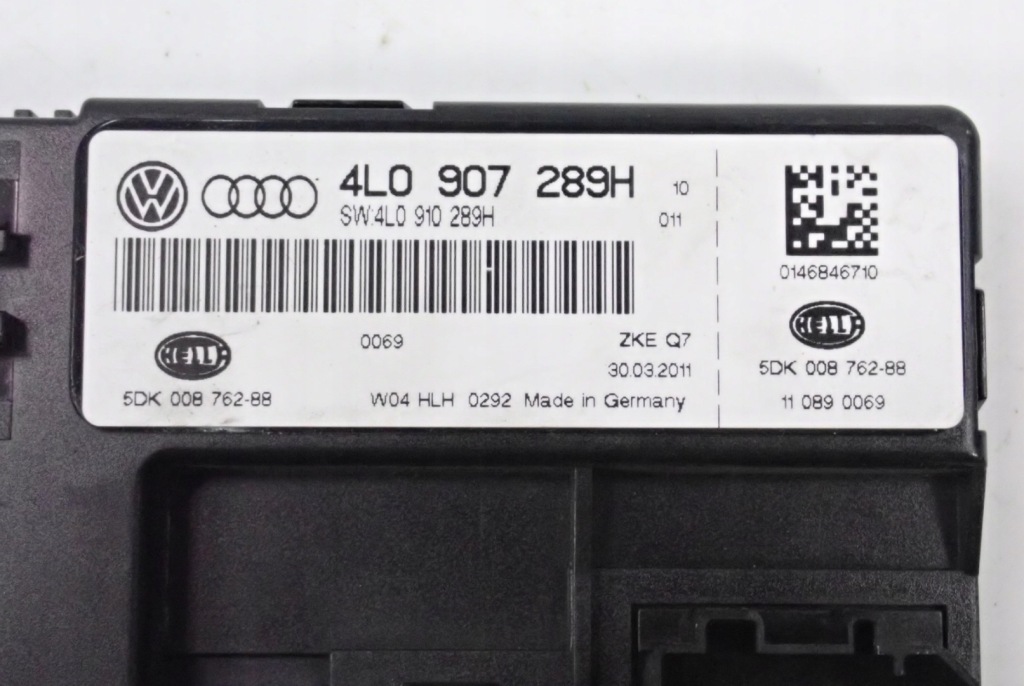 4L0 907 289H 10
SW:4L0 910 289H 011
0069 ZKE Q7
30.03.2011
HELLA
5DK 008 762-88
W04 HLH 0292 Made in Germany
0146846710
HELLA
5DK 008 762-88
11 089 0069